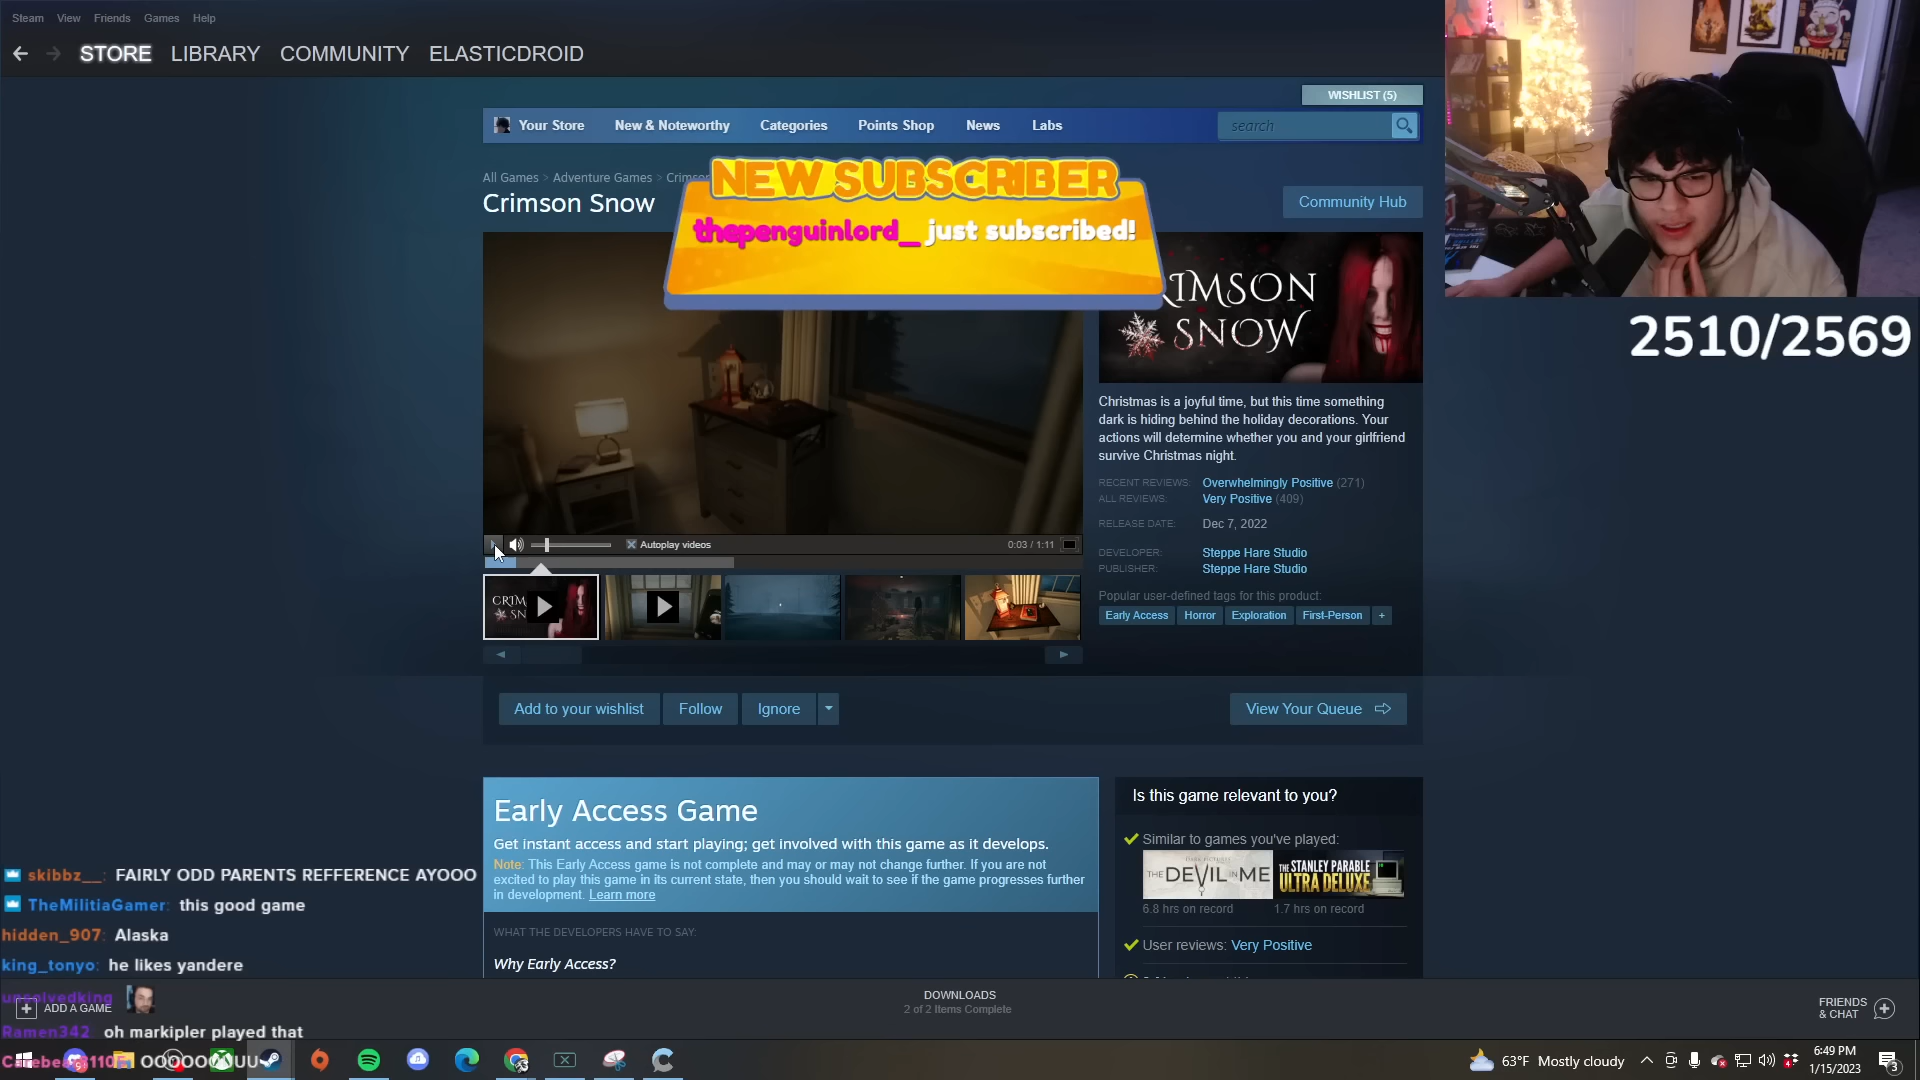 Steam View Friends Games Help
STORE LIBRARY COMMUNITY ELASTICDROID
WISHLIST (5)
Your Store New & Noteworthy Categories Points Shop News Labs search
All Games > Adventure Games >
NEW SUBSCRIBER
thepenguinlord_ just subscribed!
Crimson Snow
Community Hub
CRIMSON
SNOW
2510/2569
Christmas is a joyful time, but this time something
dark is hiding behind the holiday decorations. Your
actions will determine whether you and your girlfriend
survive Christmas night.
RECENT REVIEWS: Overwhelmingly Positive (271)
ALL REVIEWS: Very Positive (409)
RELEASE DATE: Dec 7, 2022
DEVELOPER: Steppe Hare Studio
PUBLISHER: Steppe Hare Studio
Popular user-defined tags for this product:
Early Access Horror Exploration First-Person +
Autoplay videos 0:03 / 1:11
Add to your wishlist Follow Ignore View Your Queue
Early Access Game
Get instant access and start playing; get involved with this game as it develops.
Note: This Early Access game is not complete and may or may not change further. If you are not
excited to play this game in its current state, then you should wait to see if the game progresses further
in development. Learn more
WHAT THE DEVELOPERS HAVE TO SAY:
Why Early Access?
Is this game relevant to you?
Similar to games you've played:
THE DEVIL IN ME
THE STANLEY PARABLE
ULTRA DELUXE
6.8 hrs on record 1.7 hrs on record
User reviews: Very Positive
skibbz__: FAIRLY ODD PARENTS REFFERENCE AYOOO
TheMilitiaGamer: this good game
hidden_907: Alaska
king_tonyo: he likes yandere
unsolvedking
ADD A GAME
Ramen342 oh markipler played that
DOWNLOADS
2 of 2 Items Complete
FRIENDS
& CHAT
63°F Mostly cloudy
6:49 PM
1/15/2023
3